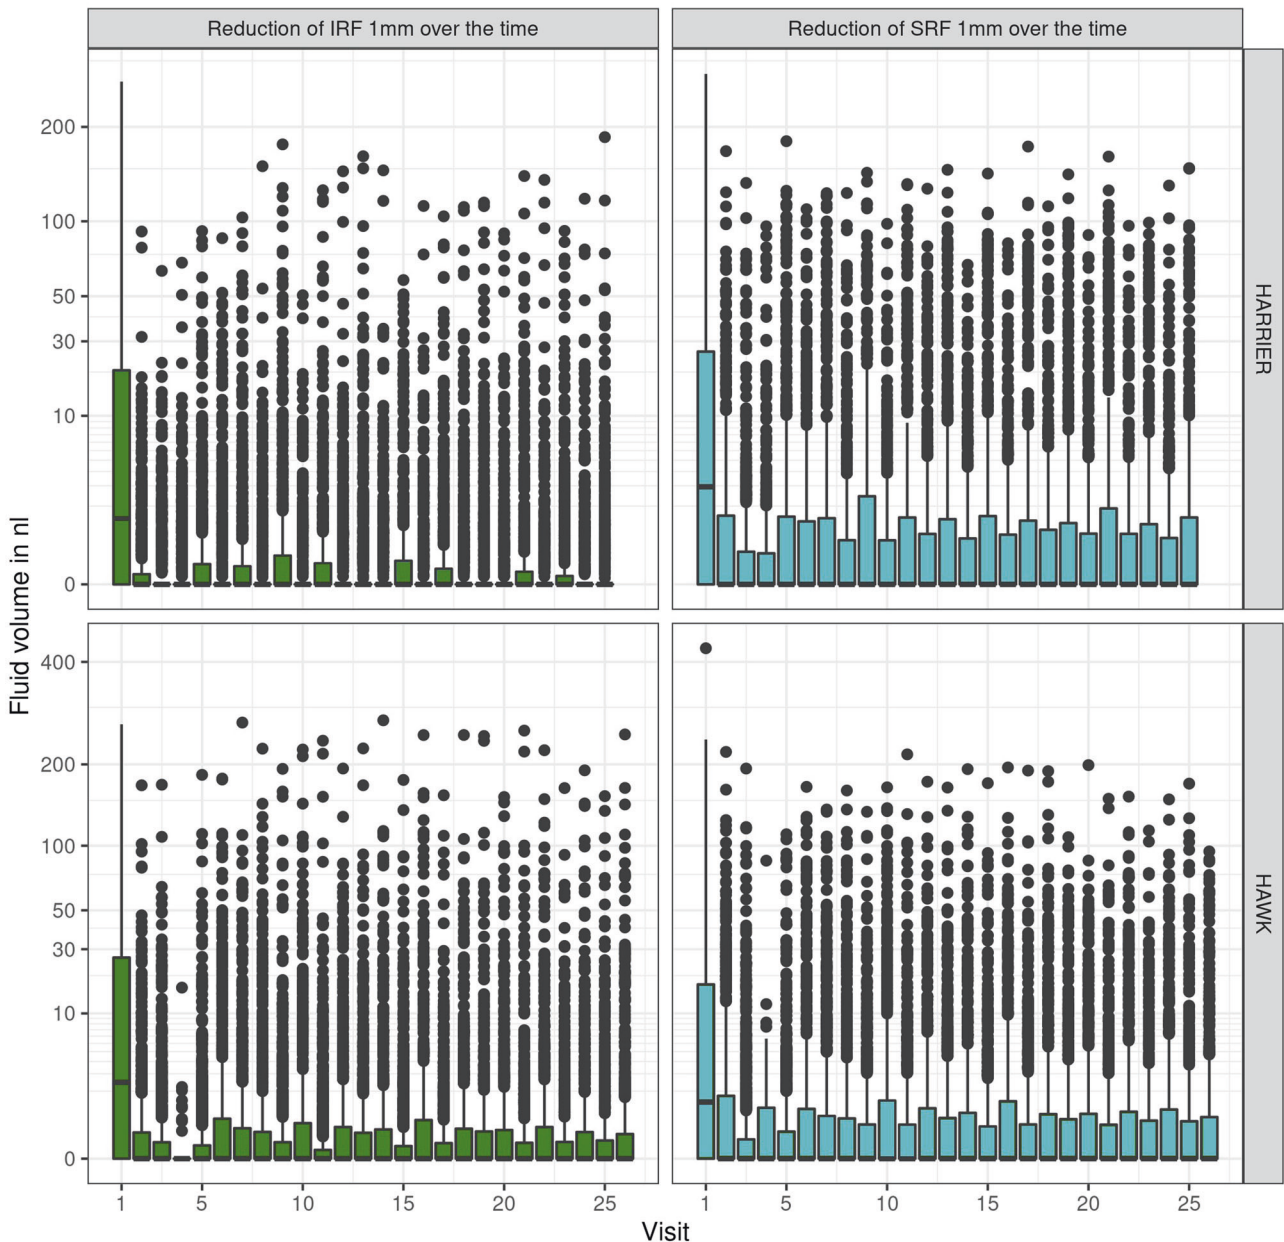 Reduction of IRF 1mm over the time
Reduction of SRF 1mm over the time
200
100
50
30
10
0
HARRIER
Fluid volume in nl
400
200
100
50
30
10
0
HAWK
1 5 10 15 20 25
1 5 10 15 20 25
Visit